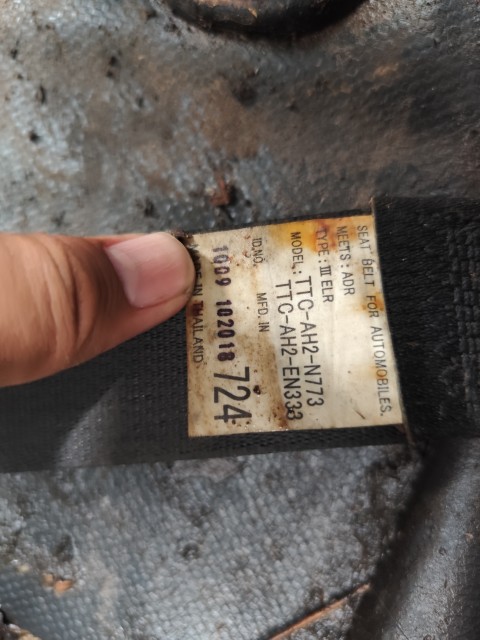 SEAT BELT FOR AUTOMOBILES.
MEETS: ADR
TYPE: III ELR
MODEL: TTC-AH2-N773
TTC-AH2-EN333
ID.NO. MFD. IN
1009 102018 724
THAILAND